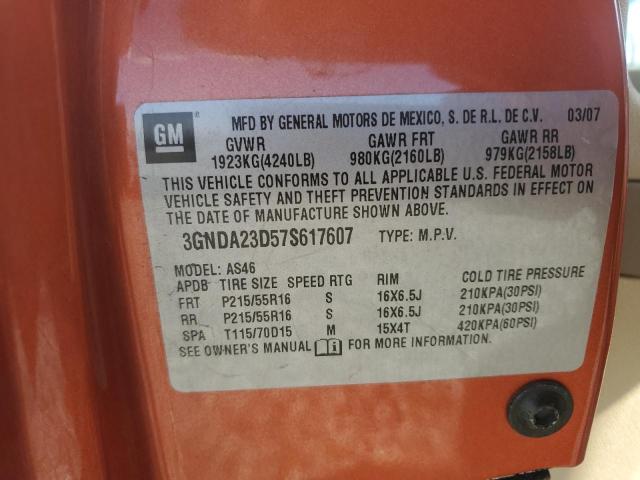 GM
MFD BY GENERAL MOTORS DE MEXICO, S. DE R.L. DE C.V. 03/07
GVWR GAWR FRT GAWR RR
1923KG(4240LB) 980KG(2160LB) 979KG(2158LB)
THIS VEHICLE CONFORMS TO ALL APPLICABLE U.S. FEDERAL MOTOR
VEHICLE SAFETY AND THEFT PREVENTION STANDARDS IN EFFECT ON
THE DATE OF MANUFACTURE SHOWN ABOVE.
3GNDA23D57S617607 TYPE: M.P.V.
MODEL: AS46
APDB TIRE SIZE SPEED RTG RIM COLD TIRE PRESSURE
FRT P215/55R16 S 16X6.5J 210KPA(30PSI)
RR P215/55R16 S 16X6.5J 210KPA(30PSI)
SPA T115/70D15 M 15X4T 420KPA(60PSI)
SEE OWNER'S MANUAL FOR MORE INFORMATION.